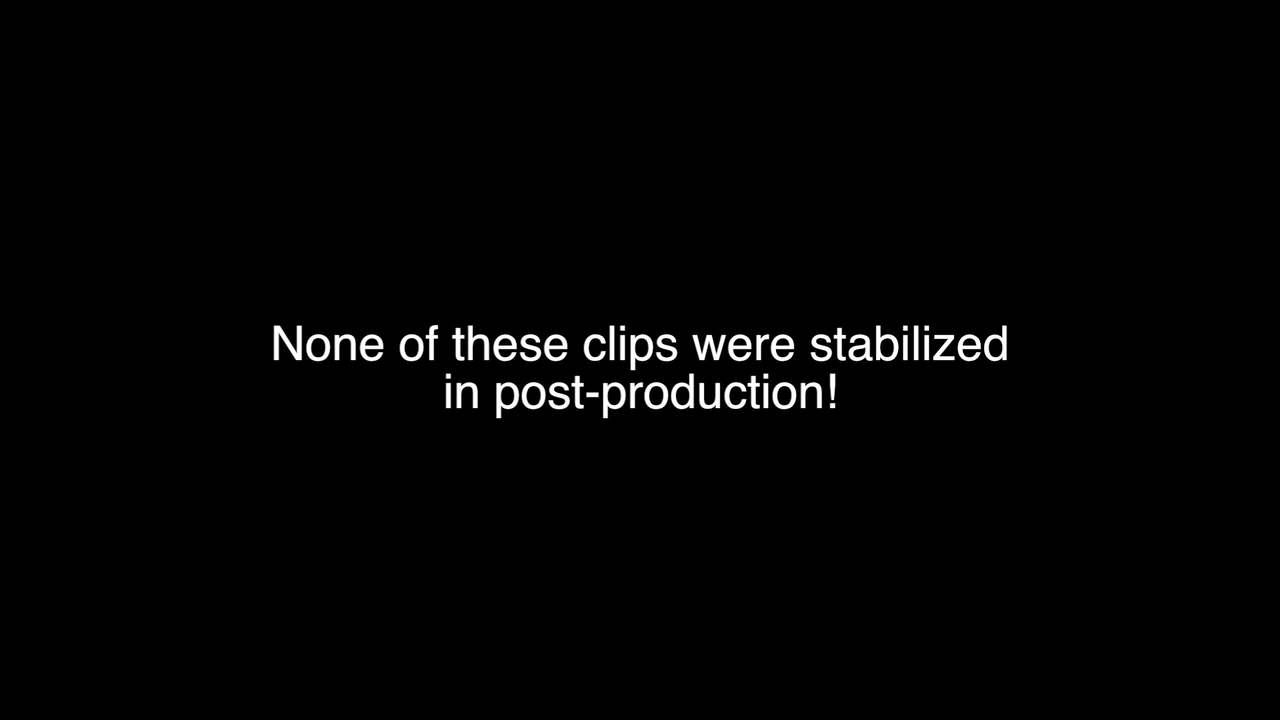 None of these clips were stabilized
in post-production!